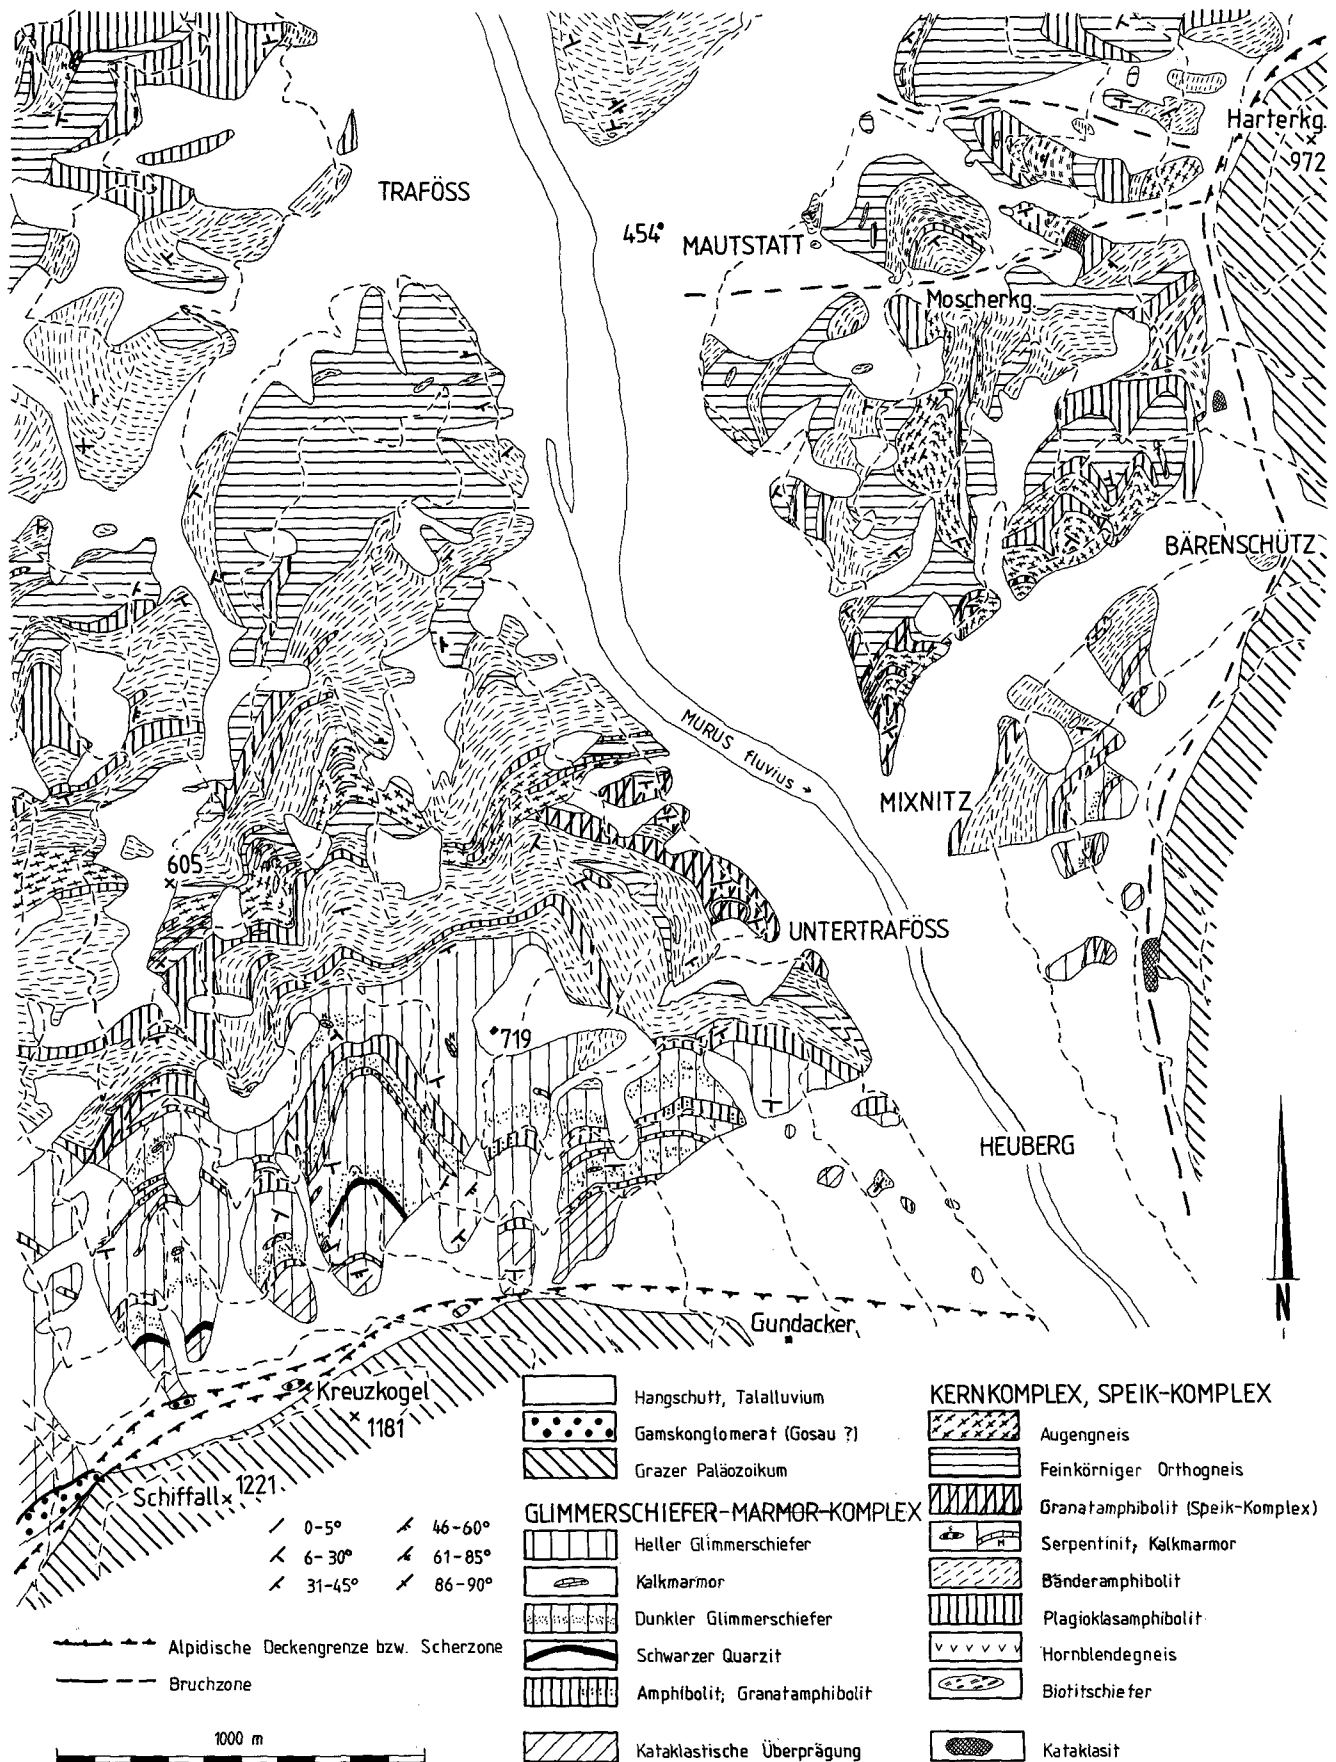 Harterkg.
972
TRAFÖSS
454
MAUTSTATT
Moscherkg.
BÄRENSCHÜTZ
MURUS fluvius
MIXNITZ
605
UNTERTRAFÖSS
719
HEUBERG
N
Gundacker
Kreuzkogel
1181
Schiffall
1221
0-5°
6-30°
31-45°
46-60°
61-85°
86-90°
Alpidische Deckengrenze bzw. Scherzone
Bruchzone
1000 m
Hangschutt, Talalluvium
Gamskonglomerat (Gosau ?)
Grazer Paläozoikum
GLIMMERSCHIEFER-MARMOR-KOMPLEX
Heller Glimmerschiefer
Kalkmarmor
Dunkler Glimmerschiefer
Schwarzer Quarzit
Amphibolit; Granatamphibolit
Kataklastische Überprägung
KERNKOMPLEX, SPEIK-KOMPLEX
Augengneis
Feinkörniger Orthogneis
Granatamphibolit (Speik-Komplex)
S
M
Serpentinit; Kalkmarmor
Bänderamphibolit
Plagioklasamphibolit
Hornblendegneis
Biotitschiefer
Kataklasit